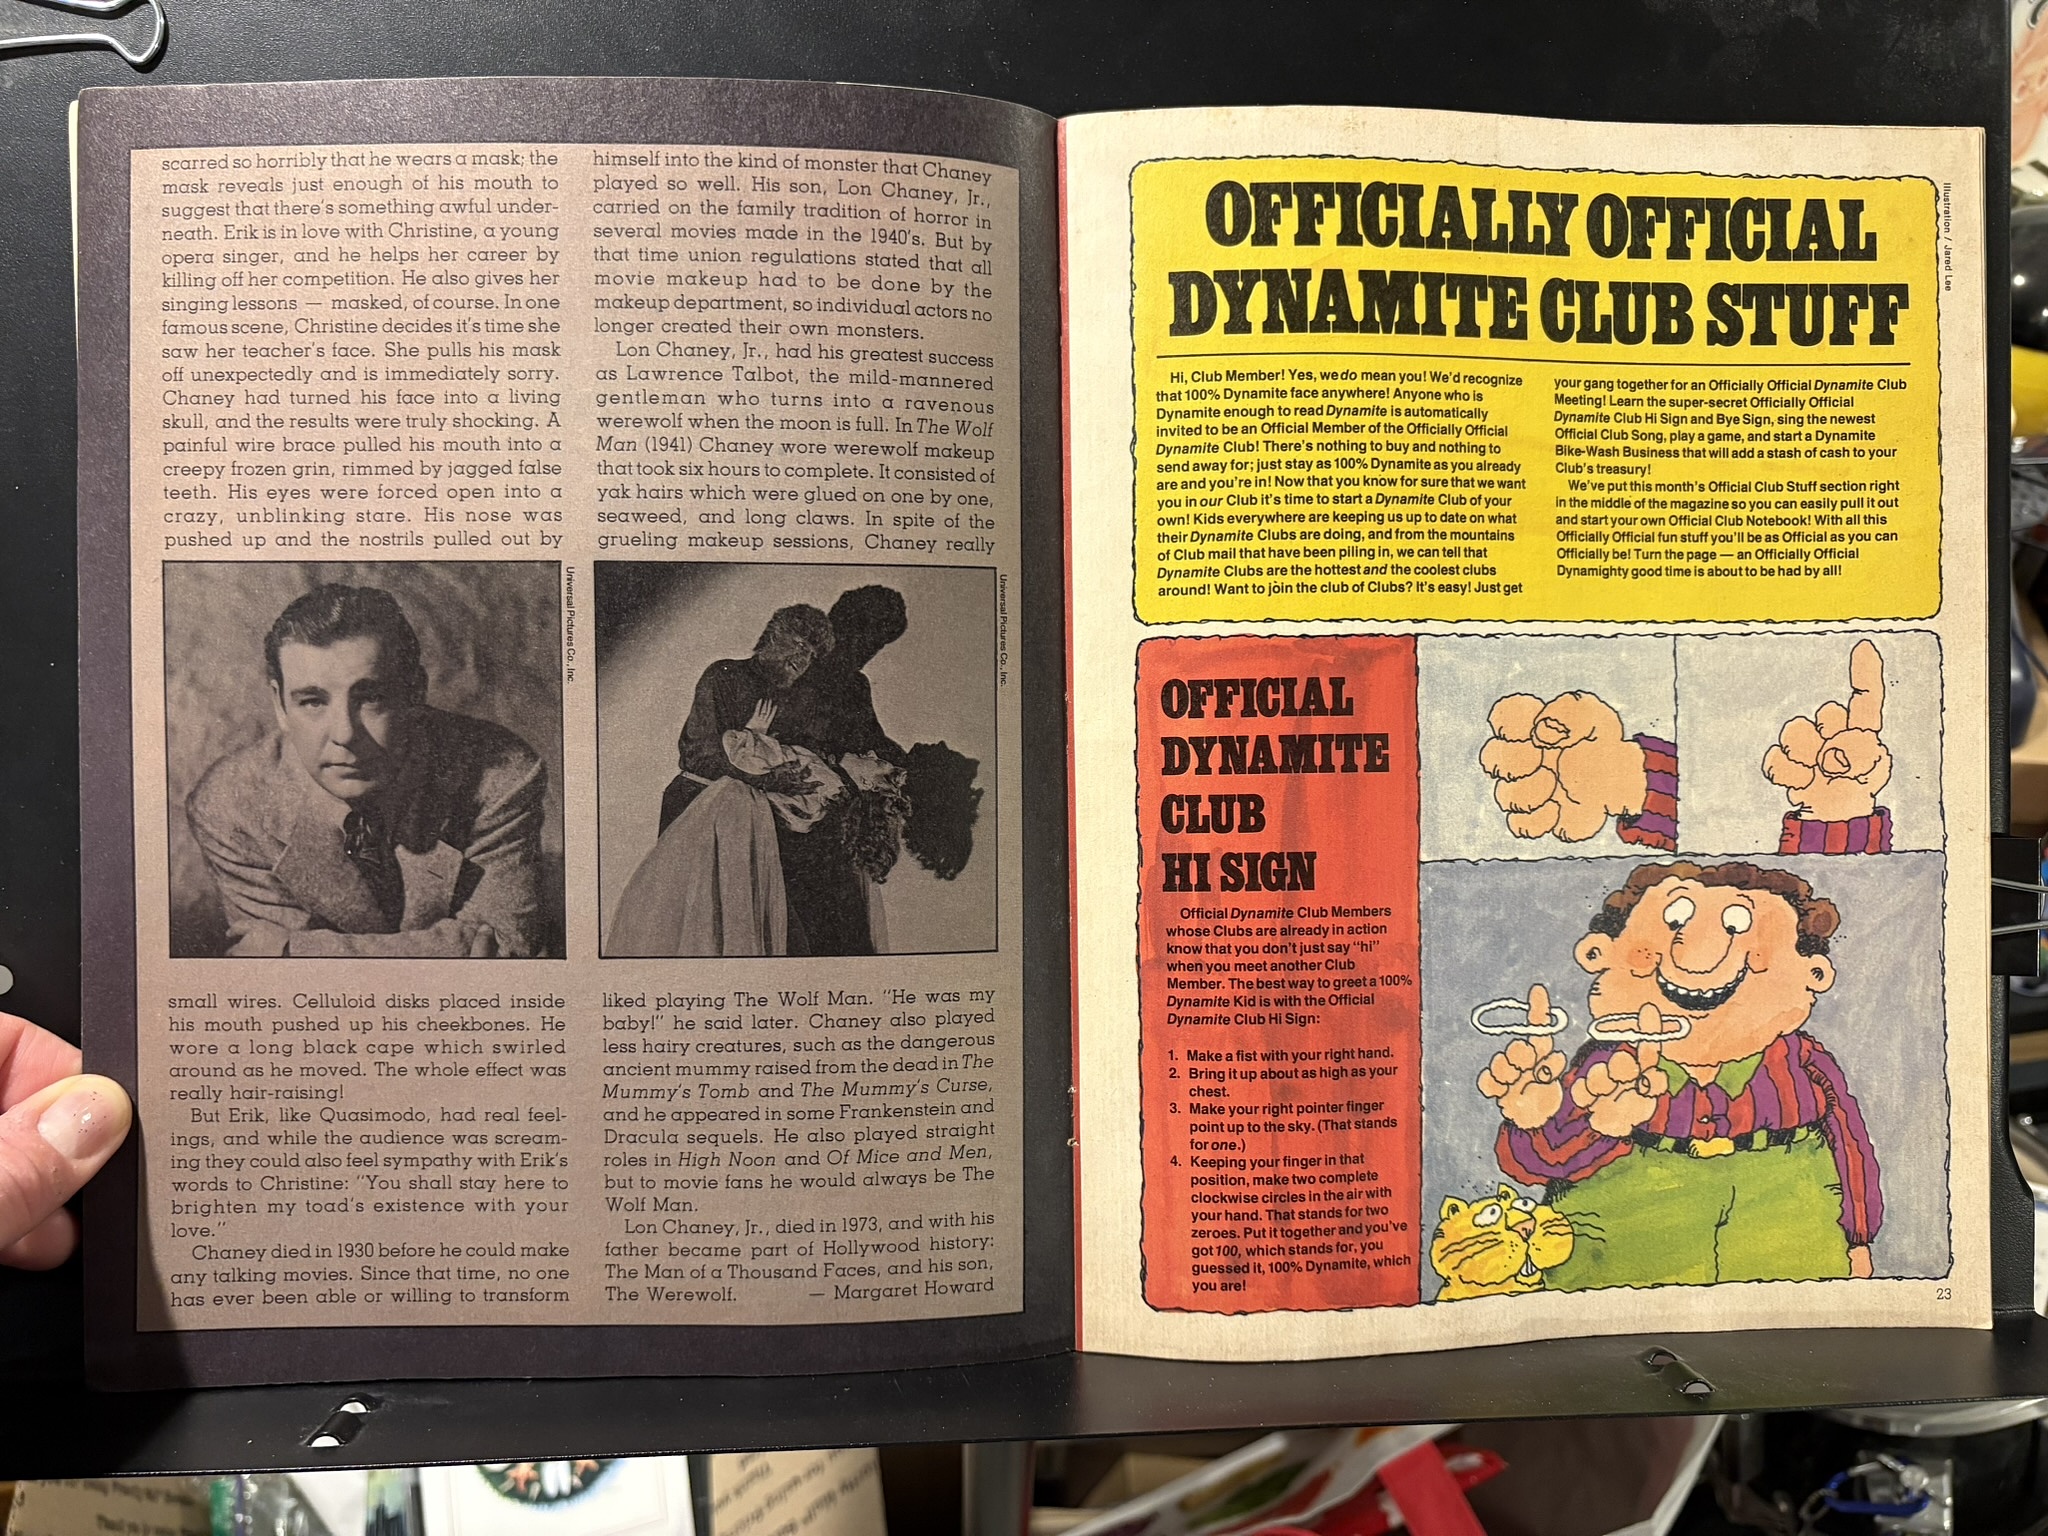 scarred so horribly that he wears a mask; the
mask reveals just enough of his mouth to
suggest that there's something awful under-
neath. Erik is in love with Christine, a young
opera singer, and he helps her career by
killing off her competition. He also gives her
singing lessons — masked, of course. In one
famous scene, Christine decides it's time she
saw her teacher's face. She pulls his mask
off unexpectedly and is immediately sorry.
Chaney had turned his face into a living
skull, and the results were truly shocking. A
painful wire brace pulled his mouth into a
creepy frozen grin, rimmed by jagged false
teeth. His eyes were forced open into a
crazy, unblinking stare. His nose was
pushed up and the nostrils pulled out by
Universal Pictures Co., Inc.
small wires. Celluloid disks placed inside
his mouth pushed up his cheekbones. He
wore a long black cape which swirled
around as he moved. The whole effect was
really hair-raising!
But Erik, like Quasimodo, had real feel-
ings, and while the audience was scream-
ing they could also feel sympathy with Erik's
words to Christine: "You shall stay here to
brighten my toad's existence with your
love."
Chaney died in 1930 before he could make
any talking movies. Since that time, no one
has ever been able or willing to transform
himself into the kind of monster that Chaney
played so well. His son, Lon Chaney, Jr.,
carried on the family tradition of horror in
several movies made in the 1940's. But by
that time union regulations stated that all
movie makeup had to be done by the
makeup department, so individual actors no
longer created their own monsters.
Lon Chaney, Jr., had his greatest success
as Lawrence Talbot, the mild-mannered
gentleman who turns into a ravenous
werewolf when the moon is full. In The Wolf
Man (1941) Chaney wore werewolf makeup
that took six hours to complete. It consisted of
yak hairs which were glued on one by one,
seaweed, and long claws. In spite of the
grueling makeup sessions, Chaney really
Universal Pictures Co., Inc.
liked playing The Wolf Man. "He was my
baby!" he said later. Chaney also played
less hairy creatures, such as the dangerous
ancient mummy raised from the dead in The
Mummy's Tomb and The Mummy's Curse,
and he appeared in some Frankenstein and
Dracula sequels. He also played straight
roles in High Noon and Of Mice and Men,
but to movie fans he would always be The
Wolf Man.
Lon Chaney, Jr., died in 1973, and with his
father became part of Hollywood history:
The Man of a Thousand Faces, and his son,
The Werewolf. — Margaret Howard
OFFICIALLY OFFICIAL
DYNAMITE CLUB STUFF
Illustration / Jared Lee
Hi, Club Member! Yes, we do mean you! We'd recognize
that 100% Dynamite face anywhere! Anyone who is
Dynamite enough to read Dynamite is automatically
invited to be an Official Member of the Officially Official
Dynamite Club! There's nothing to buy and nothing to
send away for; just stay as 100% Dynamite as you already
are and you're in! Now that you know for sure that we want
you in our Club it's time to start a Dynamite Club of your
own! Kids everywhere are keeping us up to date on what
their Dynamite Clubs are doing, and from the mountains
of Club mail that have been piling in, we can tell that
Dynamite Clubs are the hottest and the coolest clubs
around! Want to join the club of Clubs? It's easy! Just get
your gang together for an Officially Official Dynamite Club
Meeting! Learn the super-secret Officially Official
Dynamite Club Hi Sign and Bye Sign, sing the newest
Official Club Song, play a game, and start a Dynamite
Bike-Wash Business that will add a stash of cash to your
Club's treasury!
We've put this month's Official Club Stuff section right
in the middle of the magazine so you can easily pull it out
and start your own Official Club Notebook! With all this
Officially Official fun stuff you'll be as Official as you can
Officially be! Turn the page — an Officially Official
Dynamighty good time is about to be had by all!
OFFICIAL
DYNAMITE
CLUB
HI SIGN
Official Dynamite Club Members
whose Clubs are already in action
know that you don't just say "hi"
when you meet another Club
Member. The best way to greet a 100%
Dynamite Kid is with the Official
Dynamite Club Hi Sign:
1. Make a fist with your right hand.
2. Bring it up about as high as your
chest.
3. Make your right pointer finger
point up to the sky. (That stands
for one.)
4. Keeping your finger in that
position, make two complete
clockwise circles in the air with
your hand. That stands for two
zeroes. Put it together and you've
got 100, which stands for, you
guessed it, 100% Dynamite, which
you are!
23